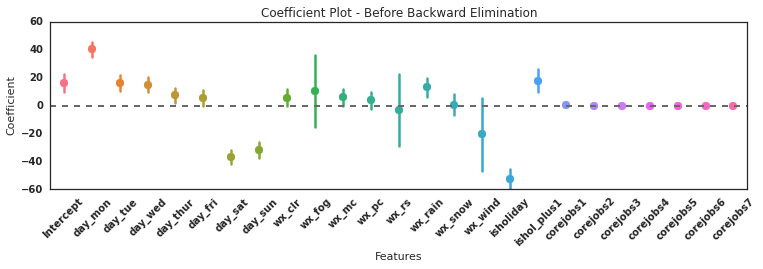 Coefficient Plot - Before Backward Elimination
60
40
20
0
−20
−40
−60
Coefficient
Intercept
day_mon
day_tue
day_wed
day_thur
day_fri
day_sat
day_sun
wx_clr
wx_fog
wx_mc
wx_pc
wx_rs
wx_rain
wx_snow
wx_wind
isholiday
ishol_plus1
corejobs1
corejobs2
corejobs3
corejobs4
corejobs5
corejobs6
corejobs7
Features